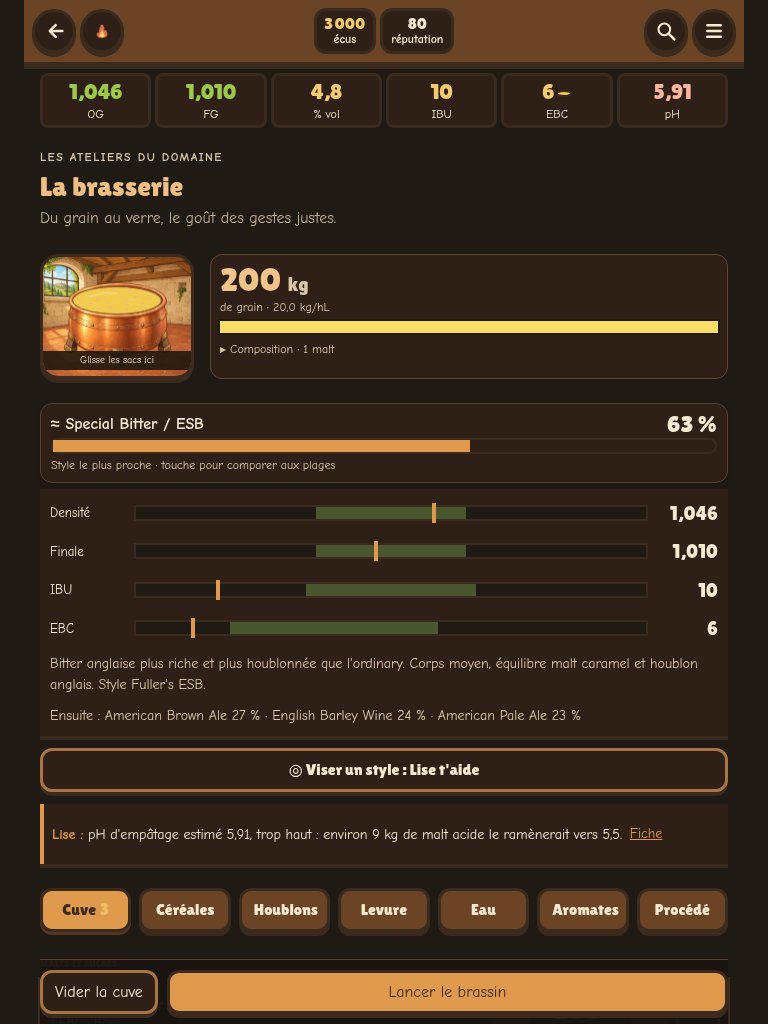 3 000
écus
80
réputation
1,046
OG
1,010
FG
4,8
% vol
10
IBU
6
EBC
5,91
pH
LES ATELIERS DU DOMAINE
La brasserie
Du grain au verre, le goût des gestes justes.
Glisse les sacs ici
200 kg
de grain · 20,0 kg/hL
▸ Composition · 1 malt
≈ Special Bitter / ESB
63 %
Style le plus proche · touche pour comparer aux plages
Densité
1,046
Finale
1,010
IBU
10
EBC
6
Bitter anglaise plus riche et plus houblonnée que l'ordinary. Corps moyen, équilibre malt caramel et houblon
anglais. Style Fuller's ESB.
Ensuite : American Brown Ale 27 % · English Barley Wine 24 % · American Pale Ale 23 %
◎ Viser un style : Lise t'aide
Lise : pH d'empâtage estimé 5,91, trop haut : environ 9 kg de malt acide le ramènerait vers 5,5. Fiche
Cuve 3
Céréales
Houblons
Levure
Eau
Aromates
Procédé
Vider la cuve
Lancer le brassin